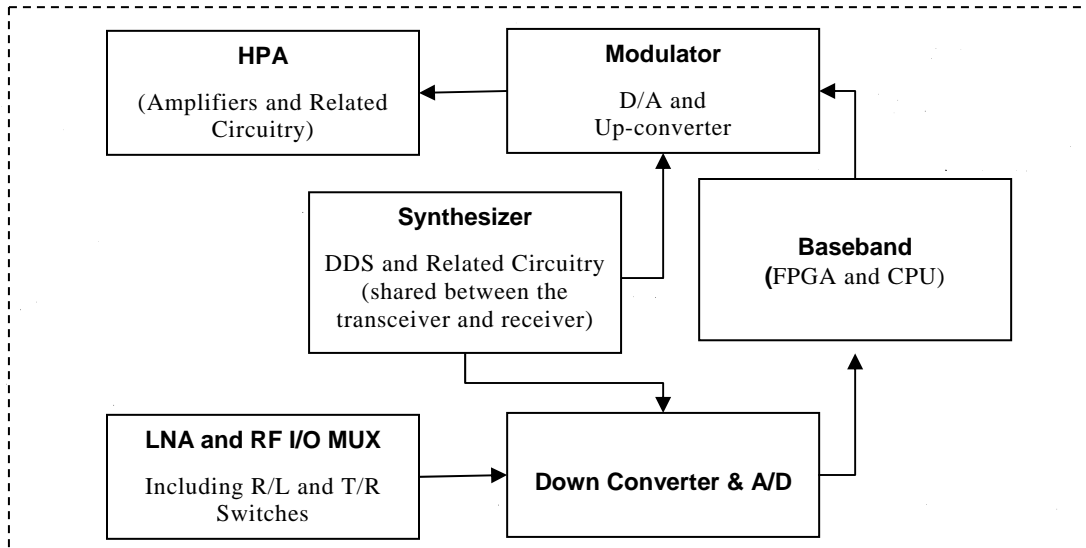 HPA
(Amplifiers and Related
Circuitry)
Modulator
D/A and
Up-converter
Synthesizer
DDS and Related Circuitry
(shared between the
transceiver and receiver)
Baseband
(FPGA and CPU)
LNA and RF I/O MUX
Including R/L and T/R
Switches
Down Converter & A/D